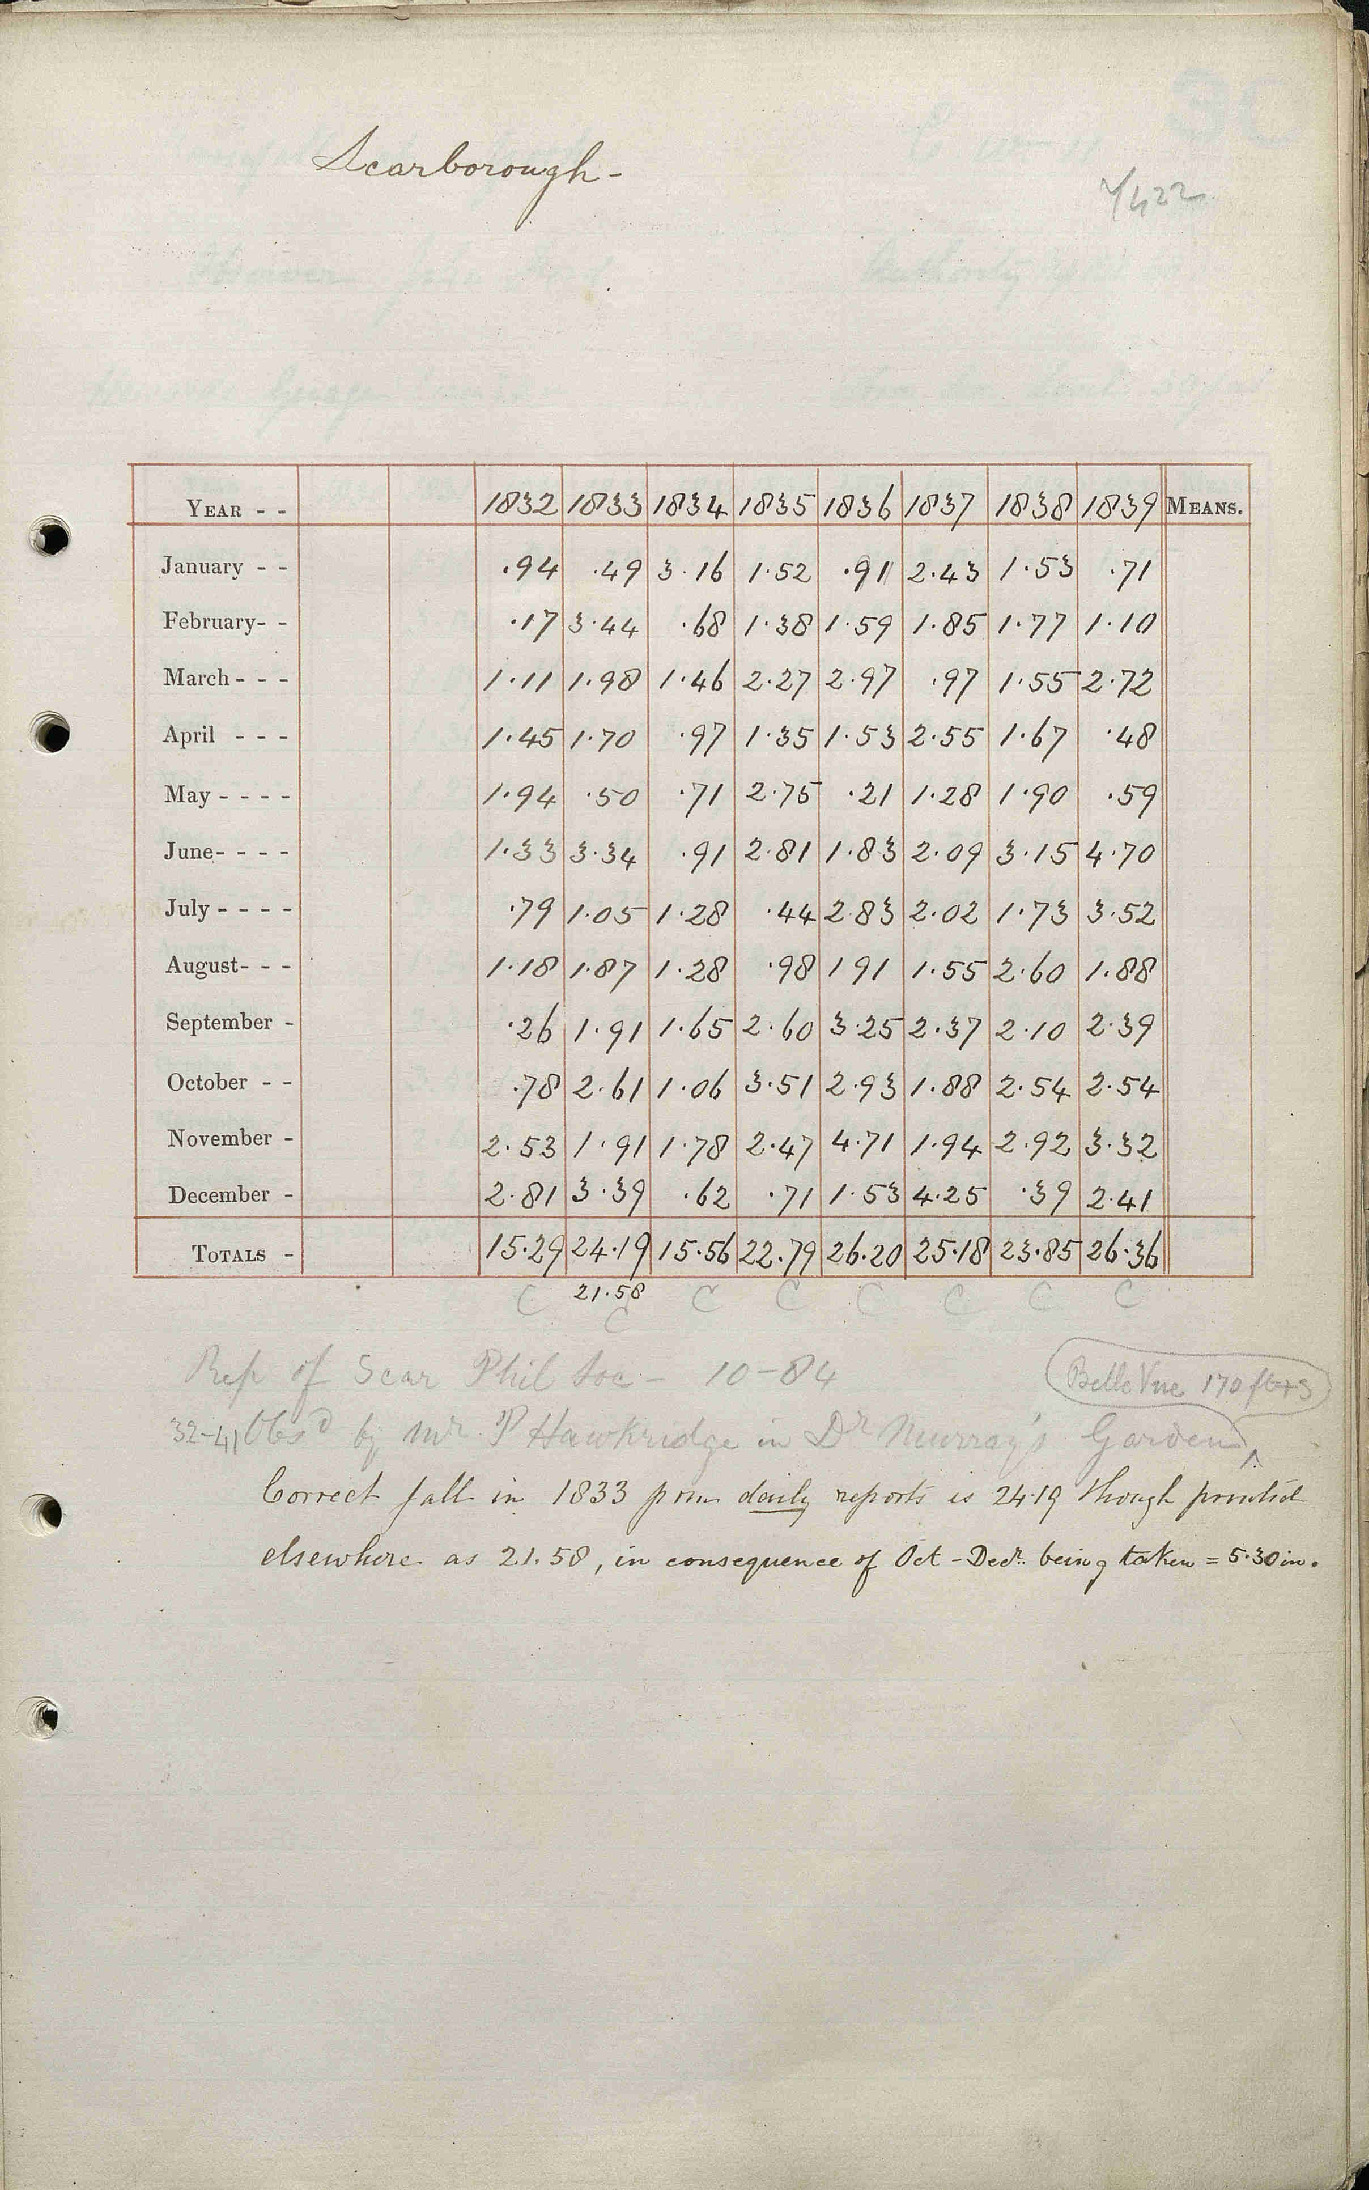 Scarborough -
YEAR - - 1832 1833 1834 1835 1836 1837 1838 1839 MEANS.
January - - .94 .49 3.16 1.52 .91 2.43 1.53 .71
February- - .17 3.44 .68 1.38 1.59 1.85 1.77 1.10
March - - - 1.11 1.98 1.46 2.27 2.97 .97 1.55 2.72
April - - - 1.45 1.70 .97 1.35 1.53 2.55 1.67 .48
May - - - - 1.94 .50 .71 2.75 .21 1.28 1.90 .59
June- - - - 1.33 3.34 .91 2.81 1.83 2.09 3.15 4.70
July - - - - .79 1.05 1.28 .44 2.83 2.02 1.73 3.52
August- - - 1.18 1.87 1.28 .98 1 91 1.55 2.60 1.88
September - .26 1.91 1.65 2.60 3.25 2.37 2.10 2.39
October - - .78 2.61 1.06 3.51 2.93 1.88 2.54 2.54
November - 2.53 1.91 1.78 2.47 4.71 1.94 2.92 3.32
December - 2.81 3.39 .62 .71 1.53 4.25 .39 2.41
TOTALS - 15.29 24.19 15.56 22.79 26.20 25.18 23.85 26.36
21.58
C C C C C C C C
Rep of Scar Phil Soc - 10-84
Belle Vue 170 ft
32-41 Obsd by Mr P Hawkridge in Dr Murray's Garden
Correct fall in 1833 from daily reports is 24.19 though printed
elsewhere as 21.58, in consequence of Oct - Decr. being taken = 5.30 in.